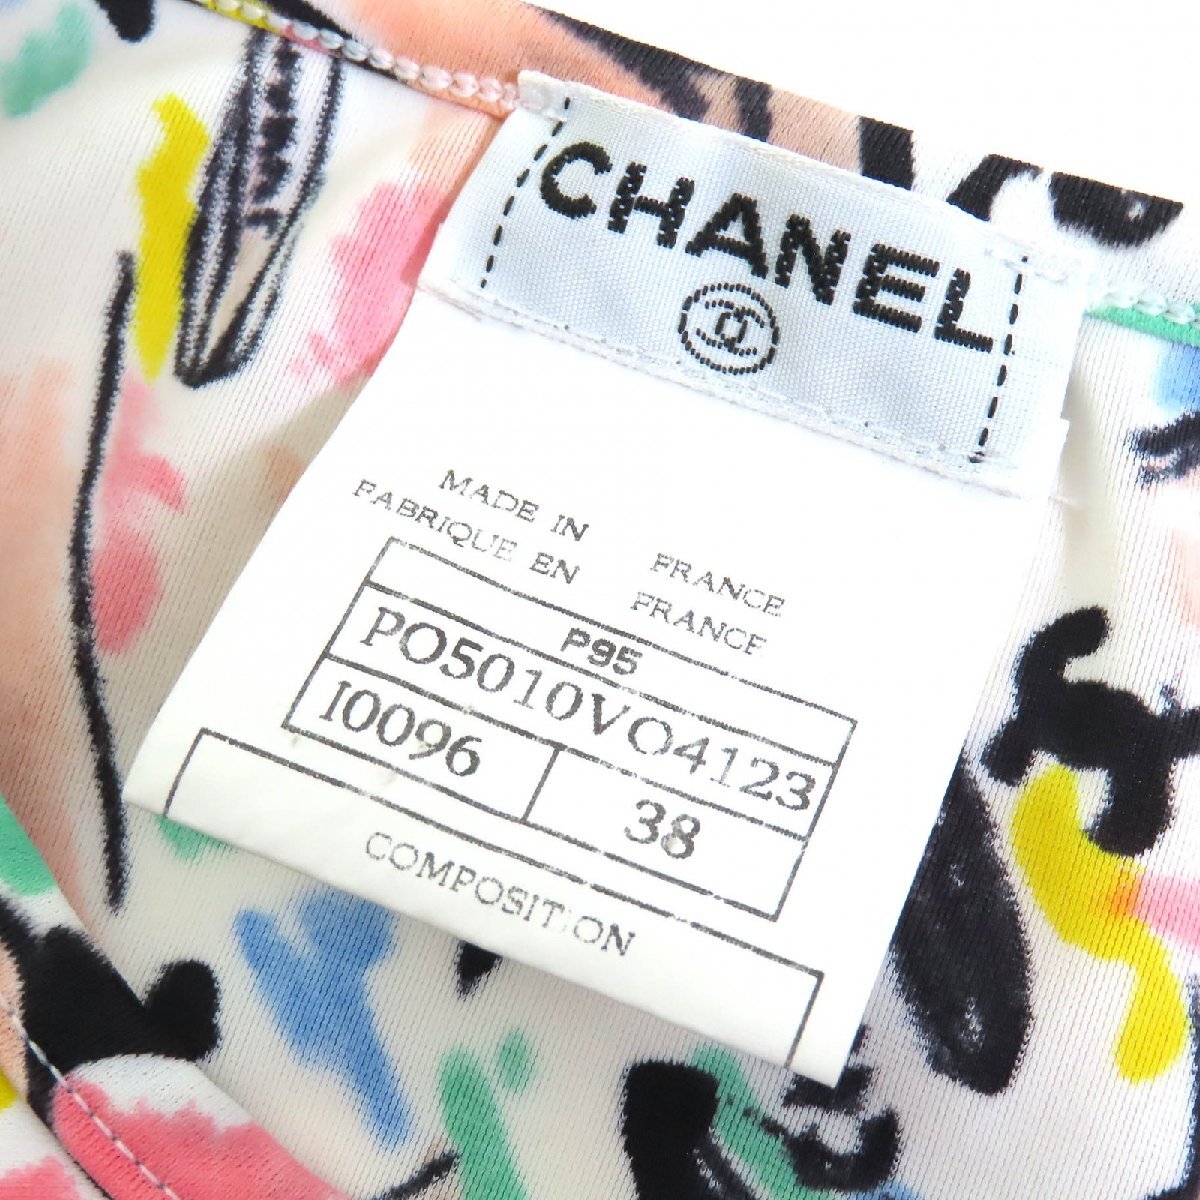 CHANEL
MADE IN FRANCE
FABRIQUE EN FRANCE
P95
PO5010VO4123
I0096 38
COMPOSITION